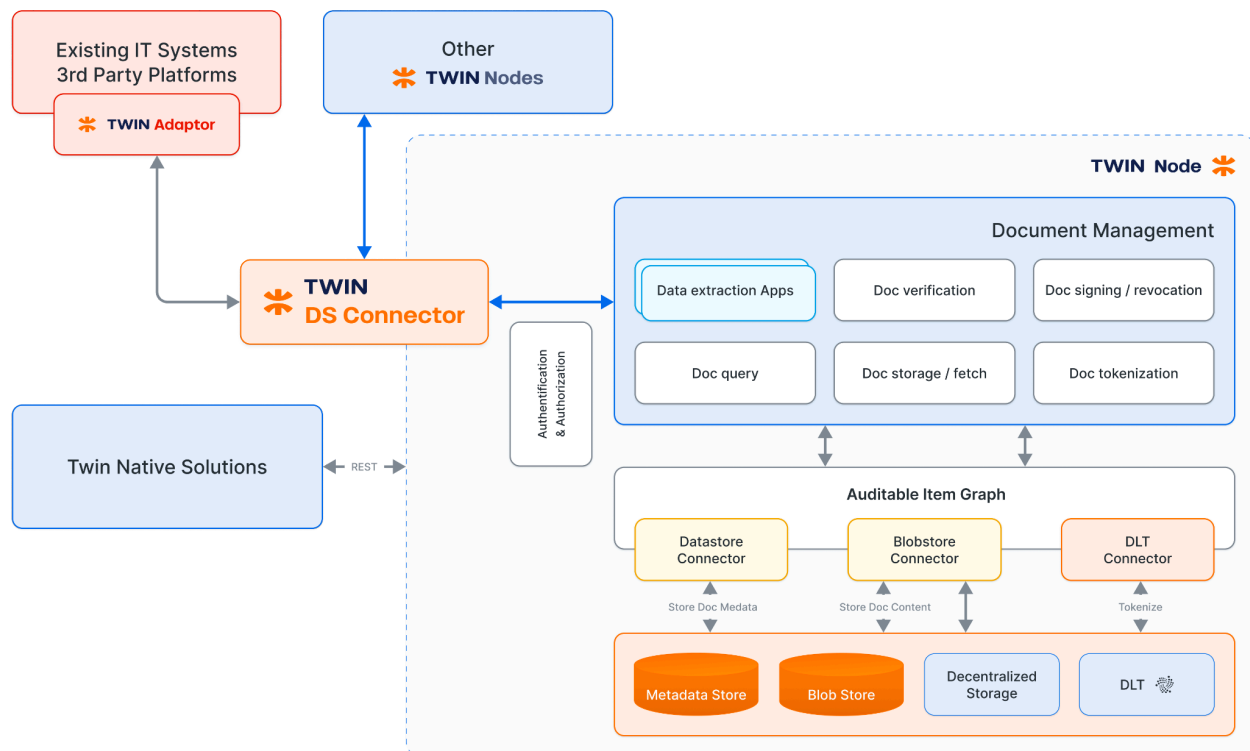 Existing IT Systems
3rd Party Platforms
TWIN Adaptor
Other
TWIN Nodes
TWIN Node
Document Management
Data extraction Apps
Doc verification
Doc signing / revocation
TWIN
DS Connector
Authentification
& Authorization
Doc query
Doc storage / fetch
Doc tokenization
Twin Native Solutions
REST
Auditable Item Graph
Datastore
Connector
Blobstore
Connector
DLT
Connector
Store Doc Medata
Store Doc Content
Tokenize
Metadata Store
Blob Store
Decentralized
Storage
DLT